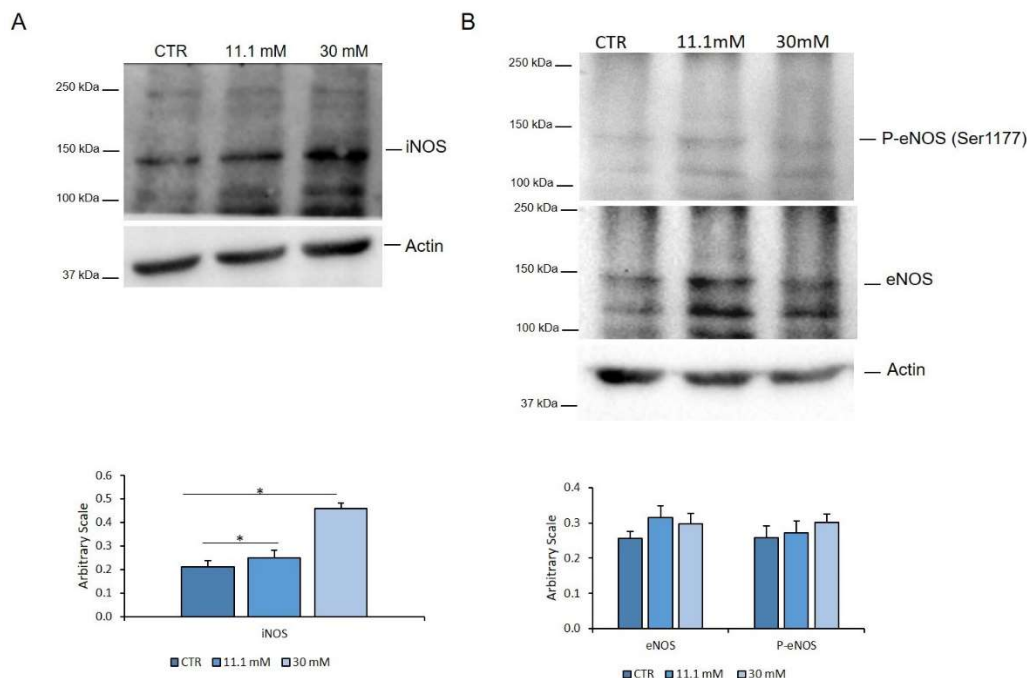 A
CTR 11.1 mM 30 mM
250 kDa
150 kDa
iNOS
100 kDa
Actin
37 kDa
0.6
0.5
0.4
0.3
0.2
0.1
0.0
Arbitrary Scale
*
*
iNOS
CTR 11.1 mM 30 mM
B
CTR 11.1mM 30mM
250 kDa
150 kDa
P-eNOS (Ser1177)
100 kDa
250 kDa
150 kDa
eNOS
100 kDa
Actin
37 kDa
0.4
0.3
0.2
0.1
0.0
Arbitrary Scale
eNOS P-eNOS
CTR 11.1 mM 30 mM